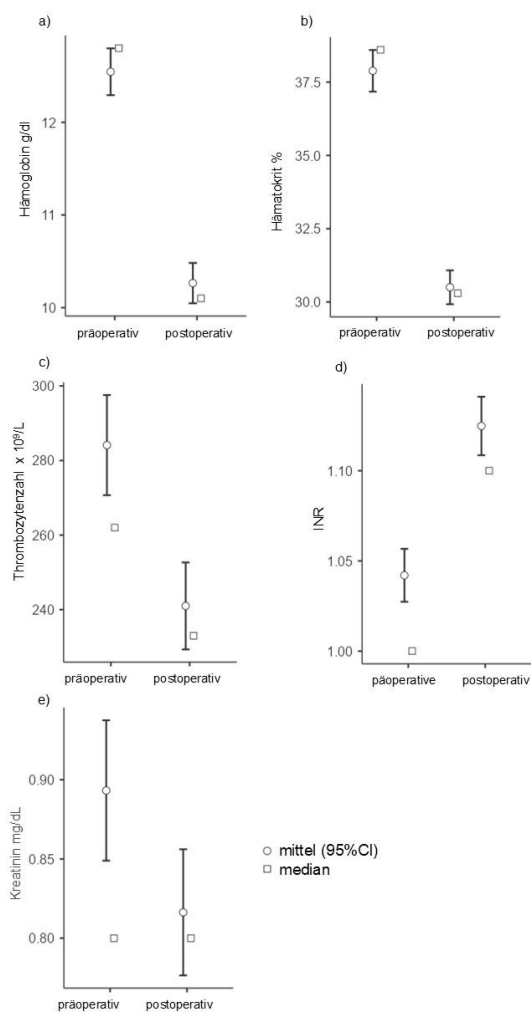 a)
Hämoglobin g/dl
12
11
10
präoperativ postoperativ
b)
Hämatokrit %
37.5
35.0
32.5
30.0
präoperativ postoperativ
c)
Thrombozytenzahl x 10⁹/L
300
280
260
240
präoperativ postoperativ
d)
INR
1.10
1.05
1.00
päoperative postoperativ
e)
Kreatinin mg/dL
0.90
0.85
0.80
präoperativ postoperativ
mittel (95%CI)
median